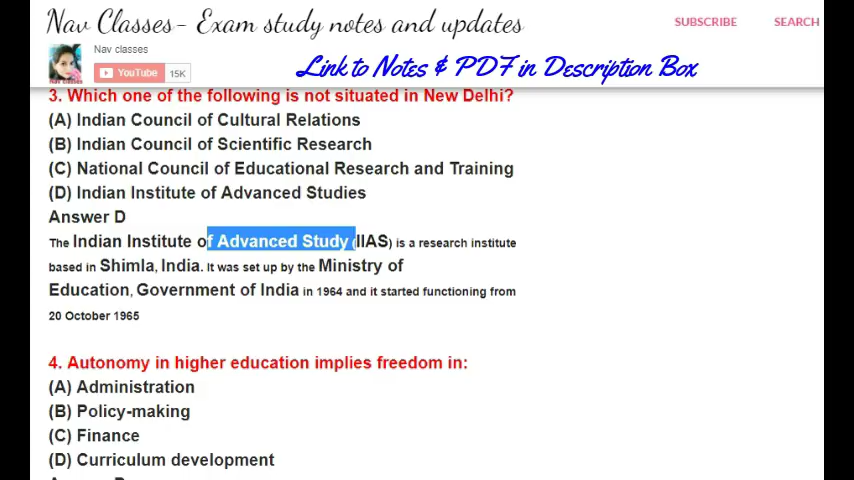 Nav Classes- Exam study notes and updates
SUBSCRIBE SEARCH
Nav classes
YouTube 15K
Link to Notes & PDF in Description Box
3. Which one of the following is not situated in New Delhi?
(A) Indian Council of Cultural Relations
(B) Indian Council of Scientific Research
(C) National Council of Educational Research and Training
(D) Indian Institute of Advanced Studies
Answer D
The Indian Institute of Advanced Study (IIAS) is a research institute
based in Shimla, India. It was set up by the Ministry of
Education, Government of India in 1964 and it started functioning from
20 October 1965
4. Autonomy in higher education implies freedom in:
(A) Administration
(B) Policy-making
(C) Finance
(D) Curriculum development